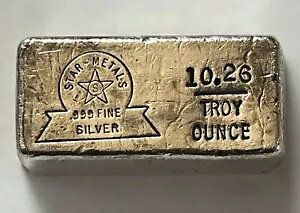 STAR-METALS
S
.999 FINE
SILVER
10.26
TROY
OUNCE